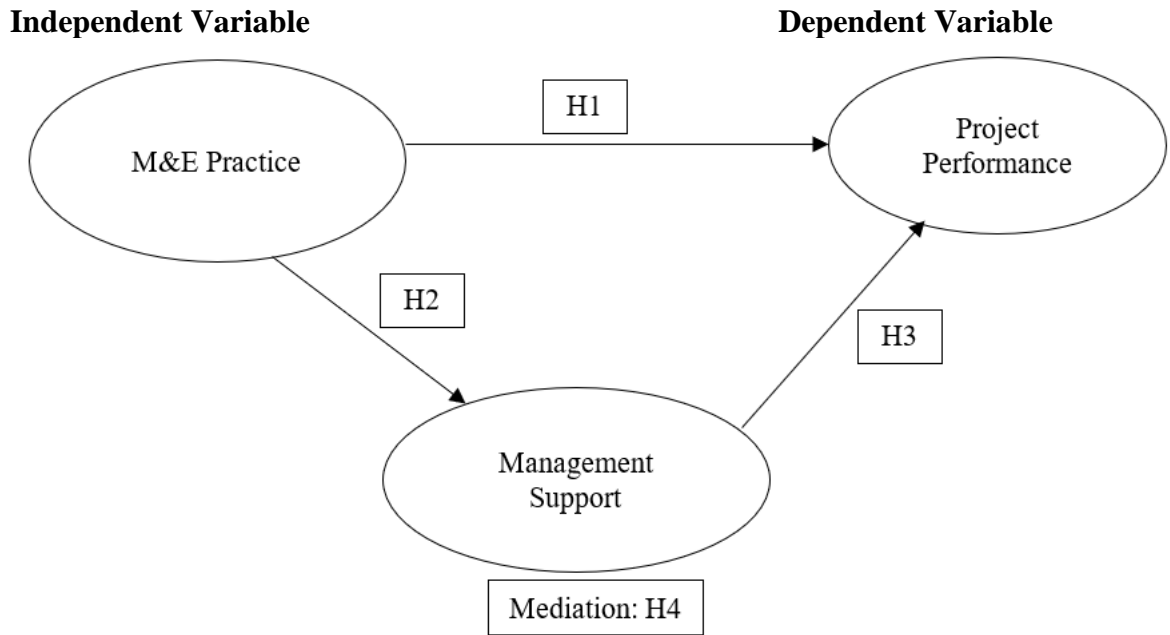 Independent Variable
Dependent Variable
H1
M&E Practice
Project
Performance
H2
H3
Management
Support
Mediation: H4